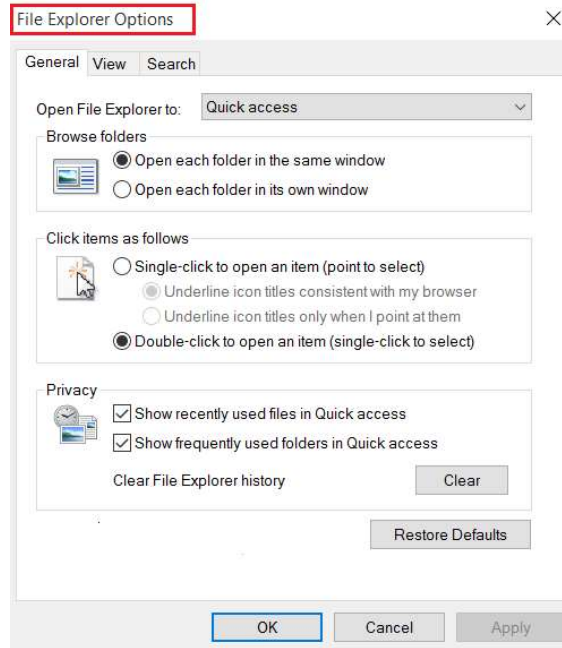 File Explorer Options
General View Search
Open File Explorer to: Quick access
Browse folders
Open each folder in the same window
Open each folder in its own window
Click items as follows
Single-click to open an item (point to select)
Underline icon titles consistent with my browser
Underline icon titles only when I point at them
Double-click to open an item (single-click to select)
Privacy
Show recently used files in Quick access
Show frequently used folders in Quick access
Clear File Explorer history Clear
Restore Defaults
OK Cancel Apply